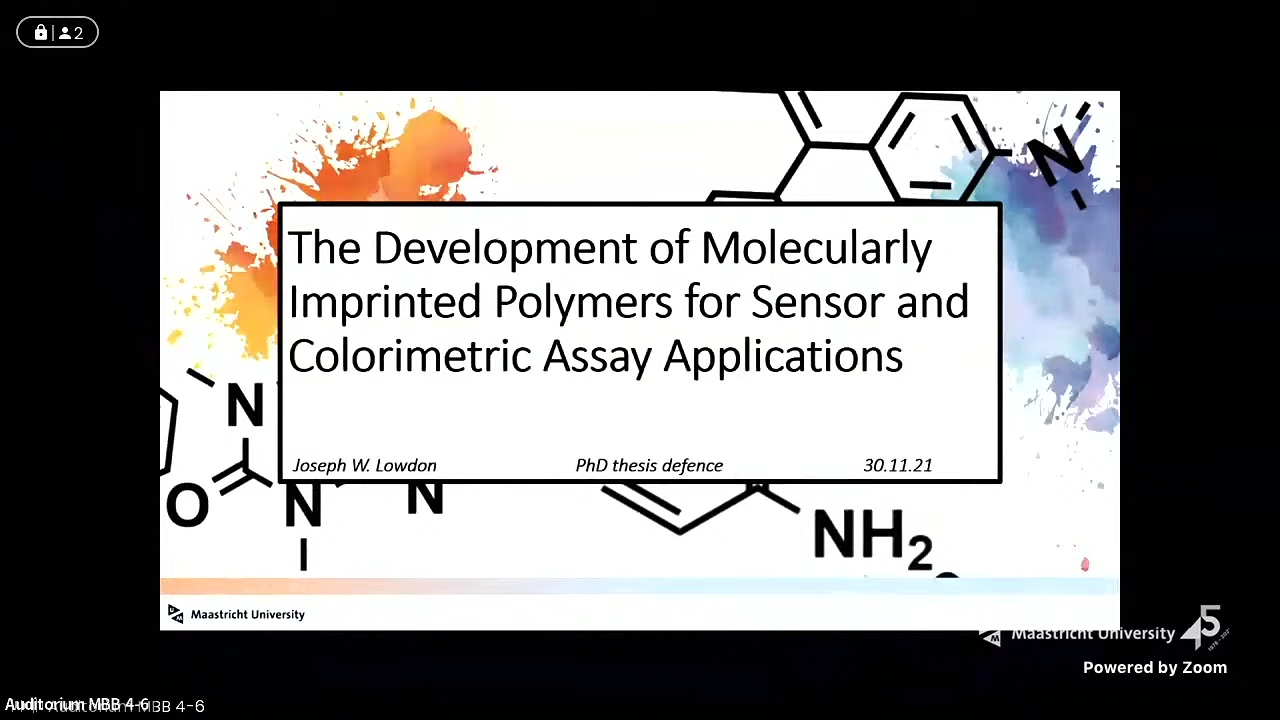 2
N
The Development of Molecularly
Imprinted Polymers for Sensor and
Colorimetric Assay Applications
Joseph W. Lowdon PhD thesis defence 30.11.21
N
O
N
N
NH2
Maastricht University
Maastricht University 45
Powered by Zoom
Auditorium MBB 4-6